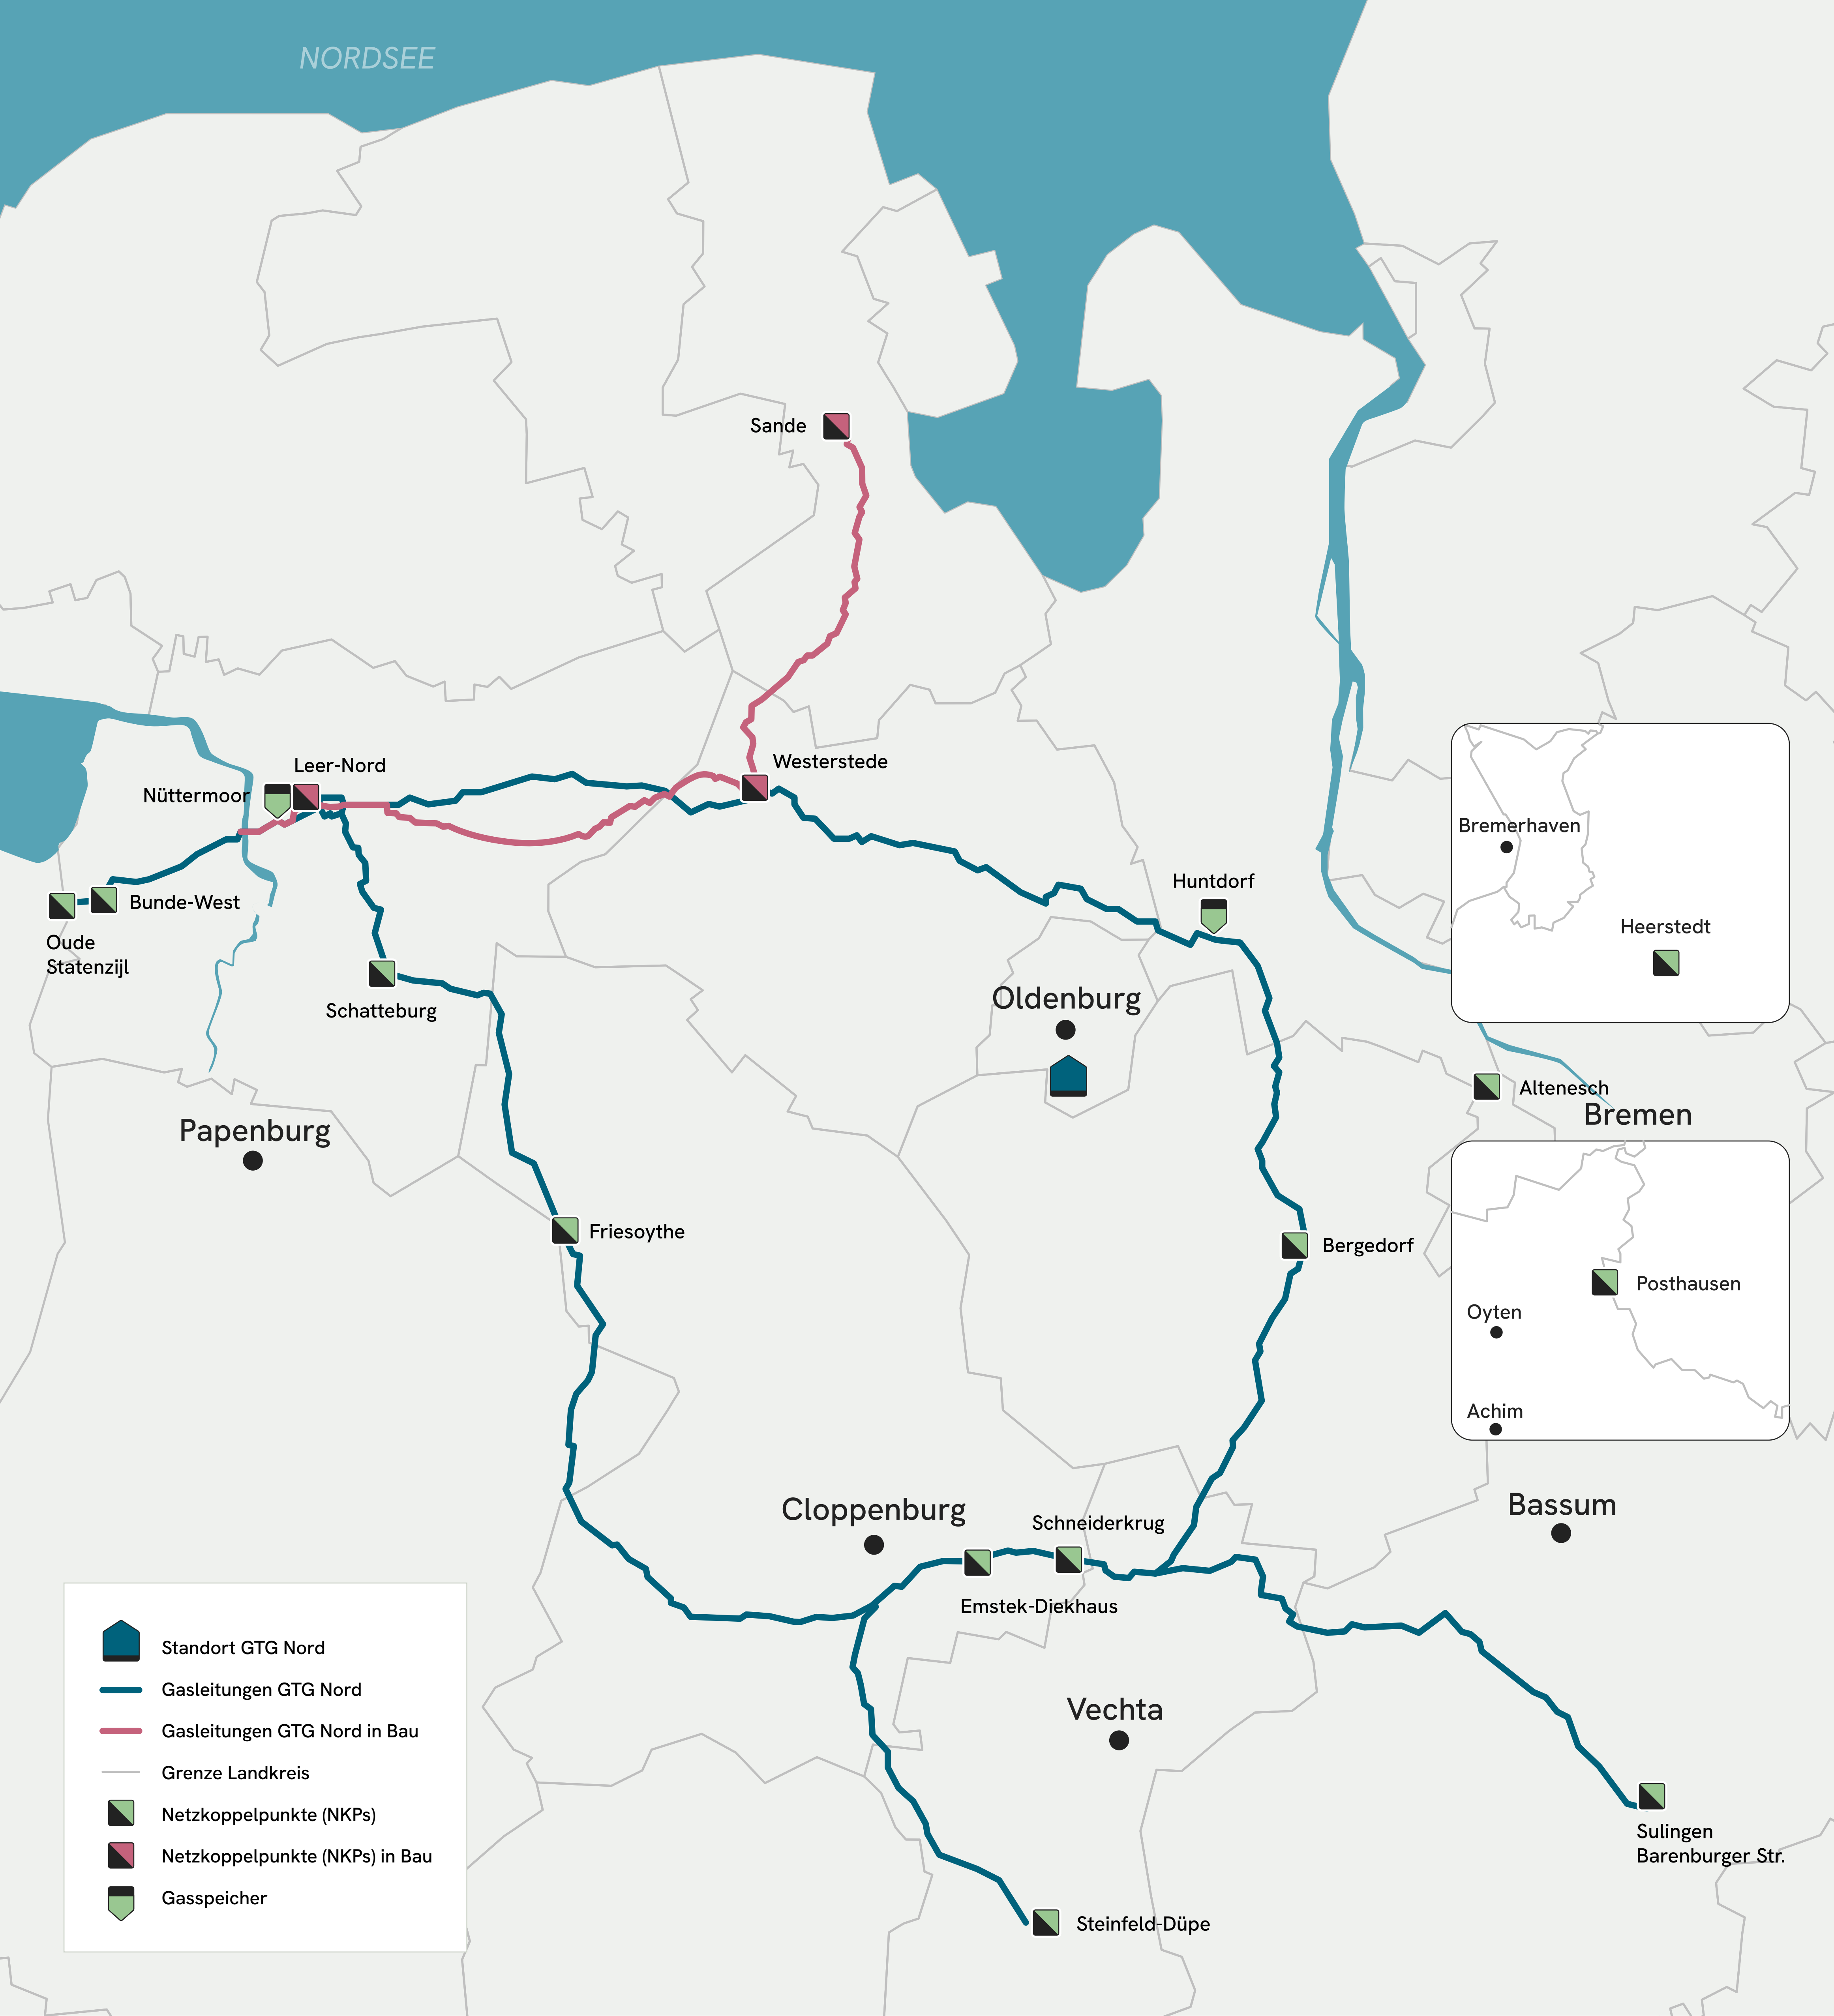 NORDSEE
Sande
Westerstede
Leer-Nord
Nüttermoor
Bremerhaven
Huntdorf
Bunde-West
Heerstedt
Oude
Statenzijl
Oldenburg
Schatteburg
Altenesch
Bremen
Papenburg
Friesoythe
Bergedorf
Posthausen
Oyten
Achim
Bassum
Cloppenburg
Schneiderkrug
Emstek-Diekhaus
Vechta
Sulingen
Barenburger Str.
Steinfeld-Düpe
Standort GTG Nord
Gasleitungen GTG Nord
Gasleitungen GTG Nord in Bau
Grenze Landkreis
Netzkoppelpunkte (NKPs)
Netzkoppelpunkte (NKPs) in Bau
Gasspeicher